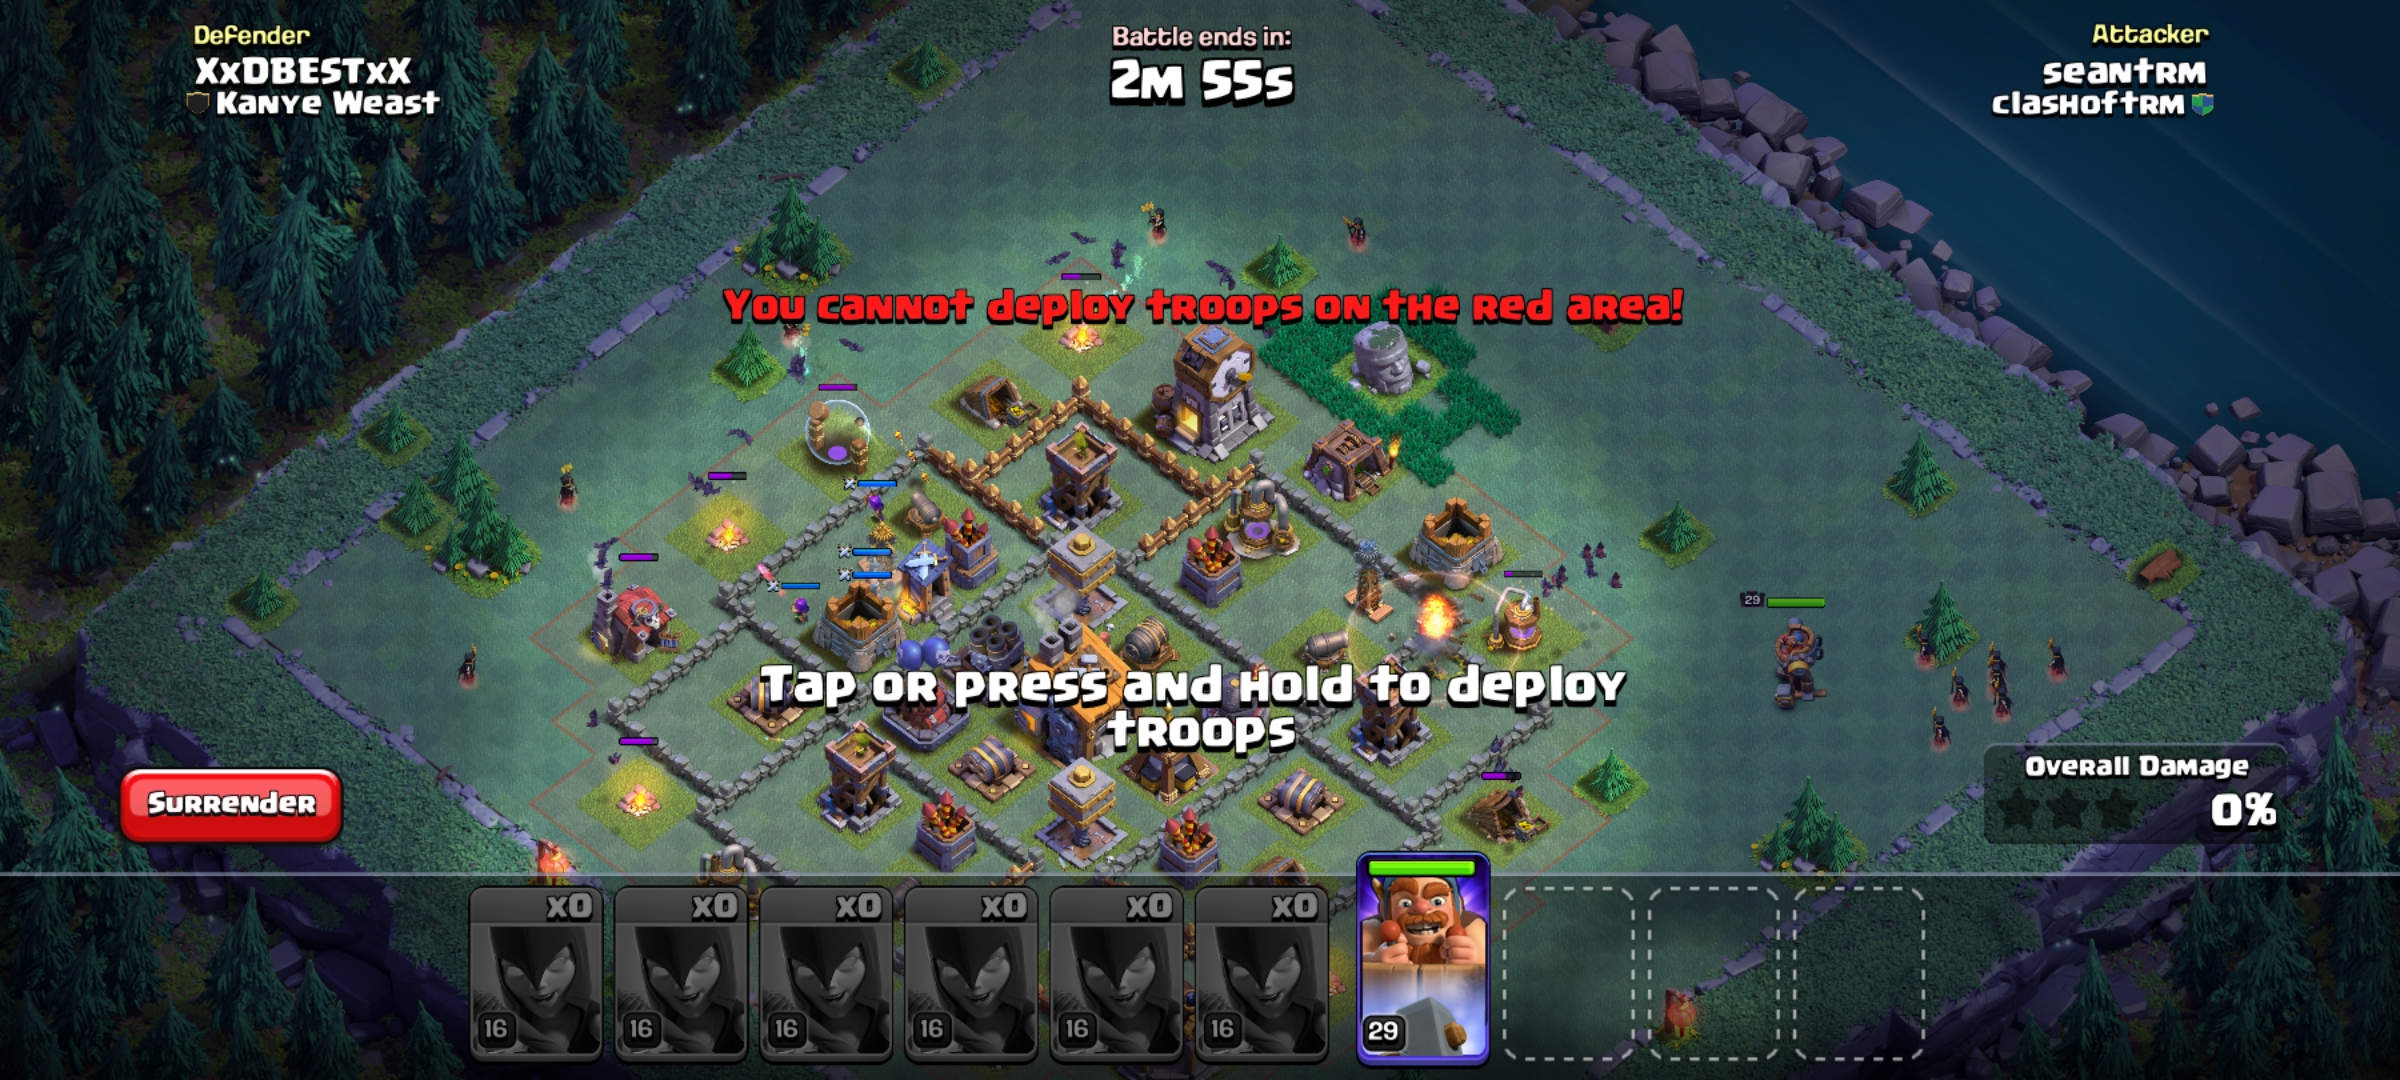 Defender
XxDBESTxX
Kanye Weast
Battle ends in:
2M 55s
Attacker
seantrm
clashoftrm
You cannot deploy troops on the red area!
29
Tap or press and hold to deploy
troops
Surrender
Overall Damage
0%
x0 x0 x0 x0 x0 x0
16 16 16 16 16 16 29